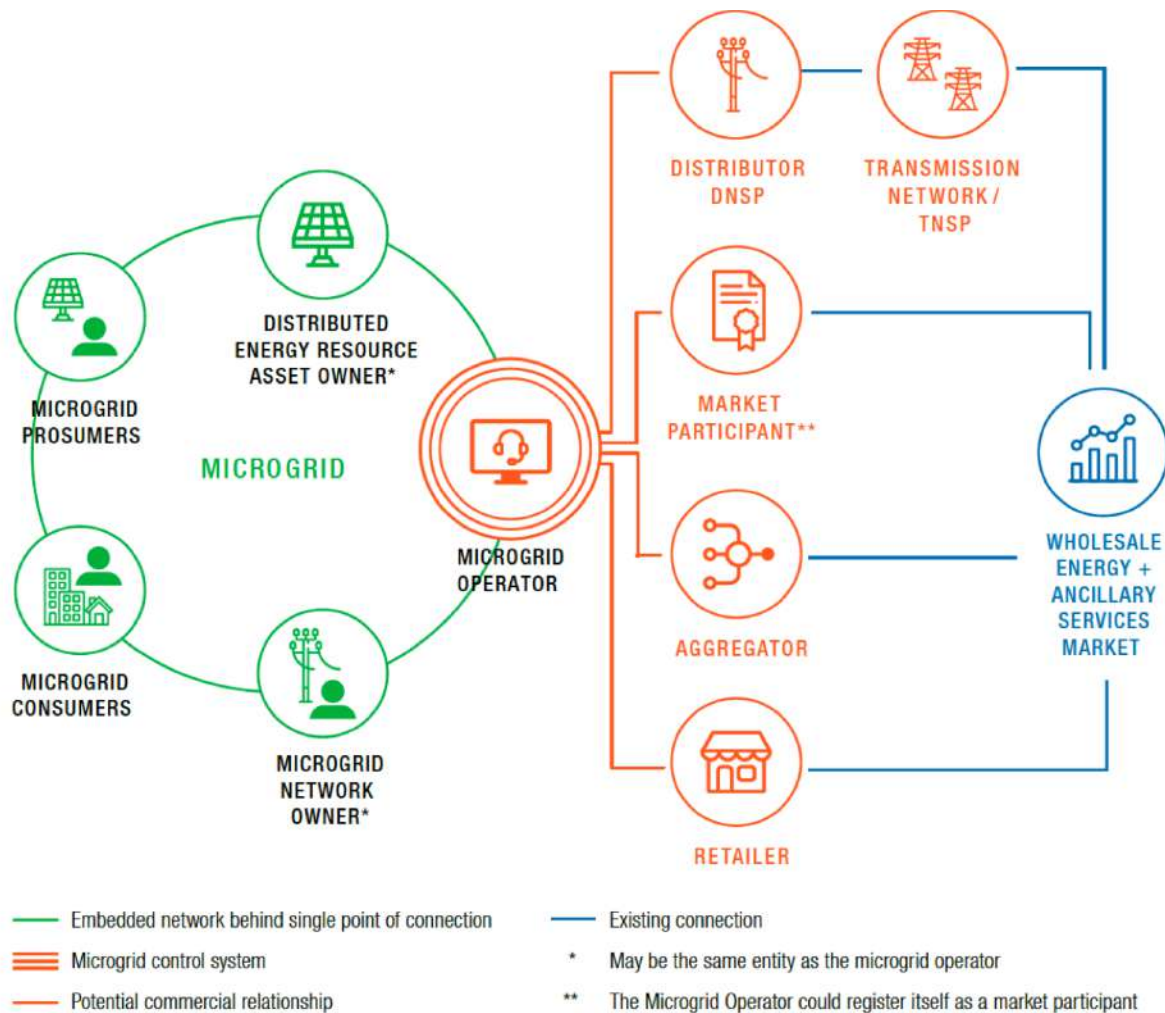 DISTRIBUTOR
DNSP
TRANSMISSION
NETWORK /
TNSP
DISTRIBUTED
ENERGY RESOURCE
ASSET OWNER*
MICROGRID
PROSUMERS
MICROGRID
MARKET
PARTICIPANT**
MICROGRID
OPERATOR
WHOLESALE
ENERGY +
ANCILLARY
SERVICES
MARKET
AGGREGATOR
MICROGRID
CONSUMERS
MICROGRID
NETWORK
OWNER*
RETAILER
Embedded network behind single point of connection
Microgrid control system
Potential commercial relationship
Existing connection
* May be the same entity as the microgrid operator
** The Microgrid Operator could register itself as a market participant